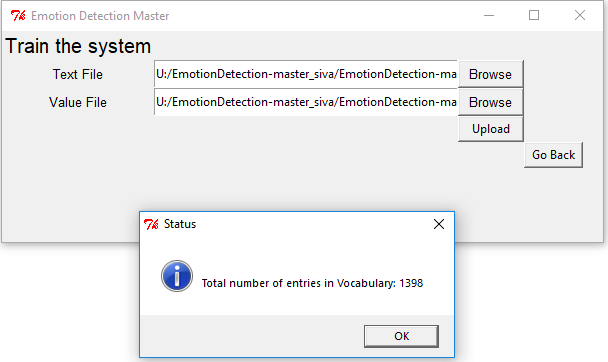 Emotion Detection Master
Train the system
Text File U:/EmotionDetection-master_siva/EmotionDetection-ma Browse
Value File U:/EmotionDetection-master_siva/EmotionDetection-ma Browse
Upload
Go Back
Status
Total number of entries in Vocabulary: 1398
OK